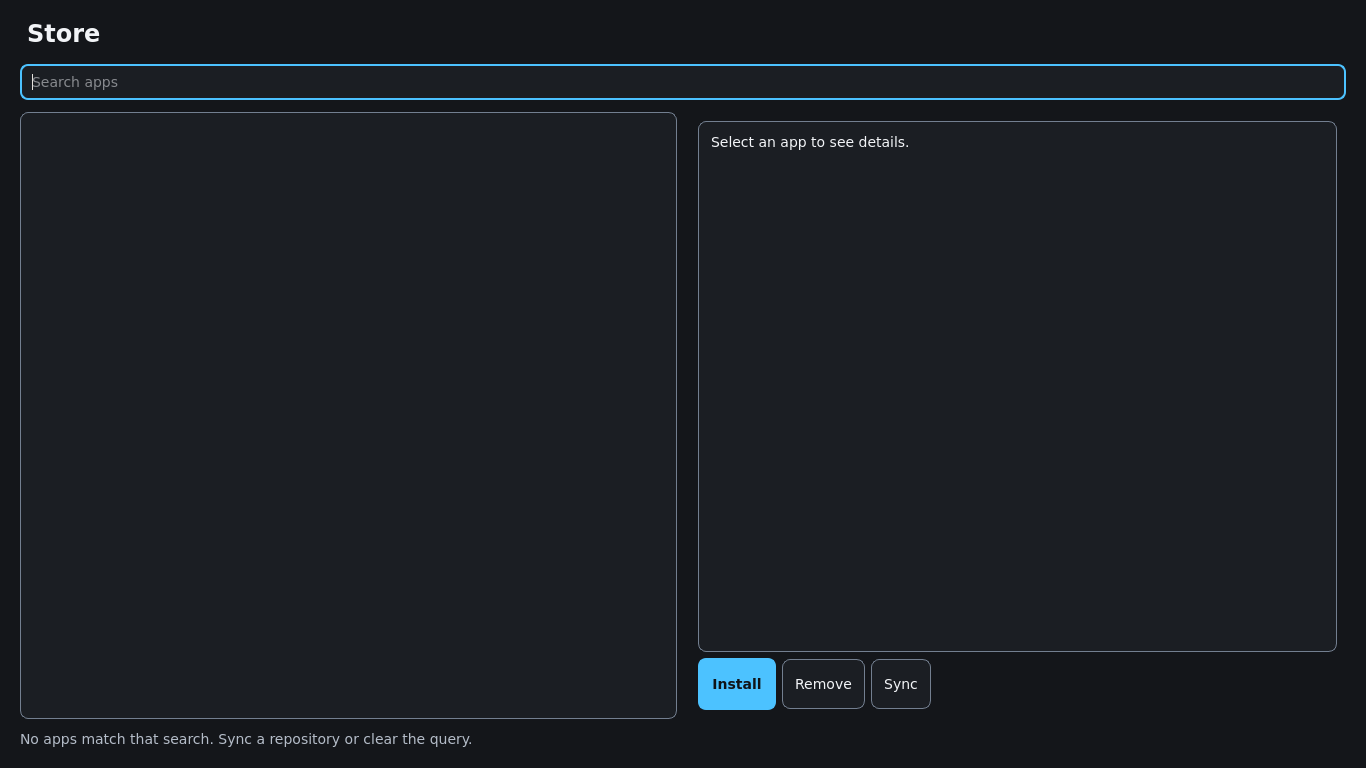 Store
Search apps
Select an app to see details.
Install Remove Sync
No apps match that search. Sync a repository or clear the query.